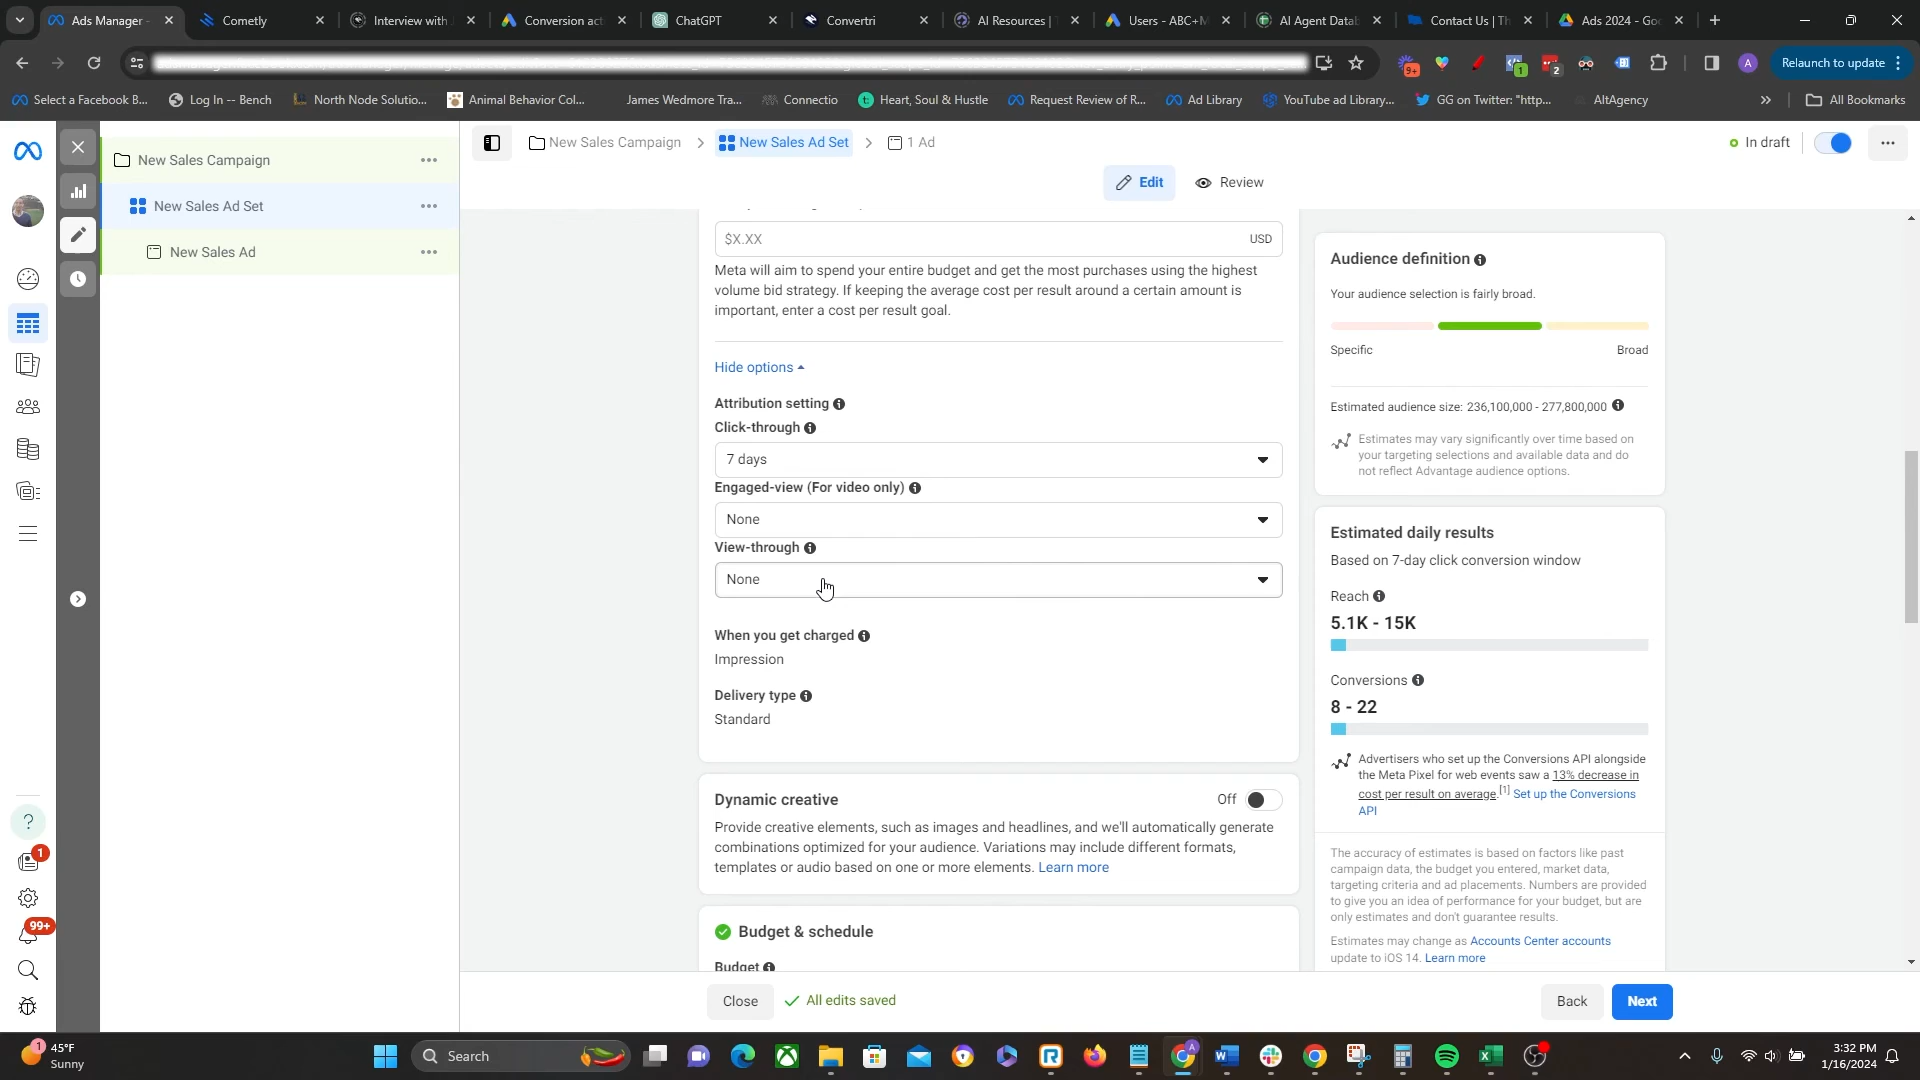 Ads Manager -
Cometly
Interview with
Conversion act
ChatGPT
Convertri
AI Resources | T
Users - ABC+M
AI Agent Datab
Contact Us | Th
Ads 2024 - Goo
Relaunch to update
9+
1
2
A
Select a Facebook B...
Log In -- Bench
North Node Solutio...
Animal Behavior Col...
James Wedmore Tra...
Connectio
Heart, Soul & Hustle
Request Review of R...
Ad Library
YouTube ad Library...
GG on Twitter: "http...
AltAgency
All Bookmarks
New Sales Campaign
New Sales Ad Set
New Sales Ad
New Sales Campaign
New Sales Ad Set
1 Ad
In draft
Edit
Review
$X.XX
USD
Meta will aim to spend your entire budget and get the most purchases using the highest
volume bid strategy. If keeping the average cost per result around a certain amount is
important, enter a cost per result goal.
Hide options
Attribution setting
Click-through
7 days
Engaged-view (For video only)
None
View-through
None
When you get charged
Impression
Delivery type
Standard
Dynamic creative
Off
Provide creative elements, such as images and headlines, and we'll automatically generate
combinations optimized for your audience. Variations may include different formats,
templates or audio based on one or more elements. Learn more
Budget & schedule
Budget
Close
All edits saved
Back
Next
Audience definition
Your audience selection is fairly broad.
Specific
Broad
Estimated audience size: 236,100,000 - 277,800,000
Estimates may vary significantly over time based on
your targeting selections and available data and do
not reflect Advantage audience options.
Estimated daily results
Based on 7-day click conversion window
Reach
5.1K - 15K
Conversions
8 - 22
Advertisers who set up the Conversions API alongside
the Meta Pixel for web events saw a 13% decrease in
cost per result on average.[1] Set up the Conversions
API
The accuracy of estimates is based on factors like past
campaign data, the budget you entered, market data,
targeting criteria and ad placements. Numbers are provided
to give you an idea of performance for your budget, but are
only estimates and don't guarantee results.
Estimates may change as Accounts Center accounts
update to iOS 14. Learn more
1
99+
1
45°F
Sunny
Search
3:32 PM
1/16/2024